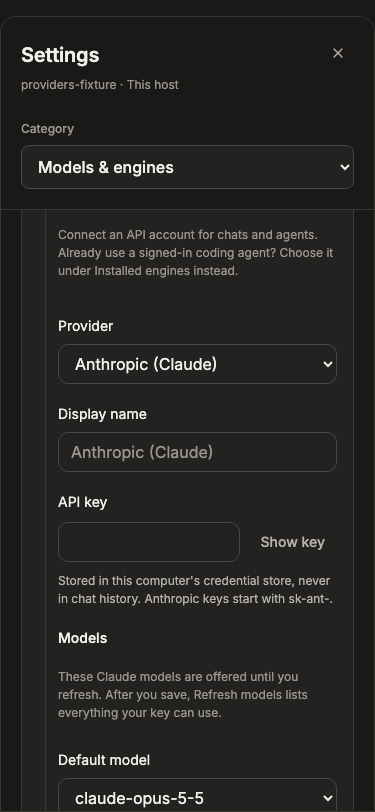 Settings
providers-fixture · This host
Category
Models & engines
Connect an API account for chats and agents.
Already use a signed-in coding agent? Choose it
under Installed engines instead.
Provider
Anthropic (Claude)
Display name
Anthropic (Claude)
API key
Show key
Stored in this computer's credential store, never
in chat history. Anthropic keys start with sk-ant-.
Models
These Claude models are offered until you
refresh. After you save, Refresh models lists
everything your key can use.
Default model
claude-opus-5-5